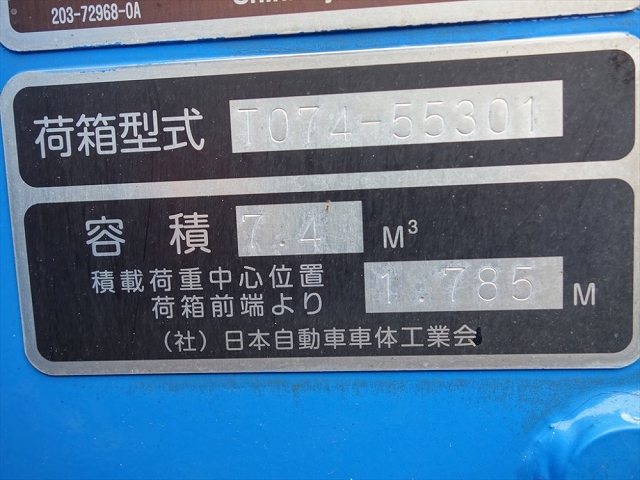 203-72968-0A
荷箱型式 T074-55301
容積 7.4 M³
積載荷重中心位置
荷箱前端より 1.785 M
(社)日本自動車車体工業会